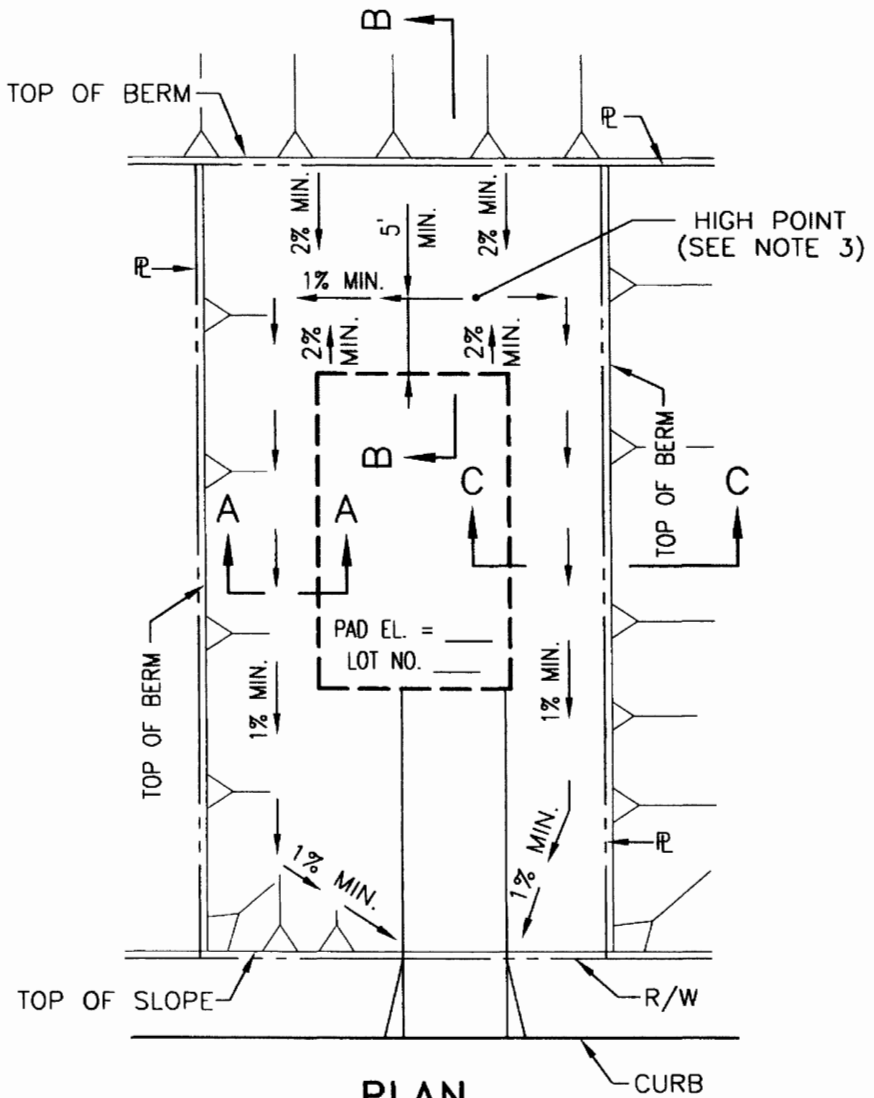 B
TOP OF BERM
PL
2% MIN.
5' MIN.
2% MIN.
HIGH POINT
(SEE NOTE 3)
PL
1% MIN.
2% MIN.
2% MIN.
B
TOP OF BERM
A
A
C
C
PAD EL. = ____
LOT NO. ____
TOP OF BERM
1% MIN.
1% MIN.
PL
1% MIN.
1% MIN.
TOP OF SLOPE
R/W
PLAN
CURB